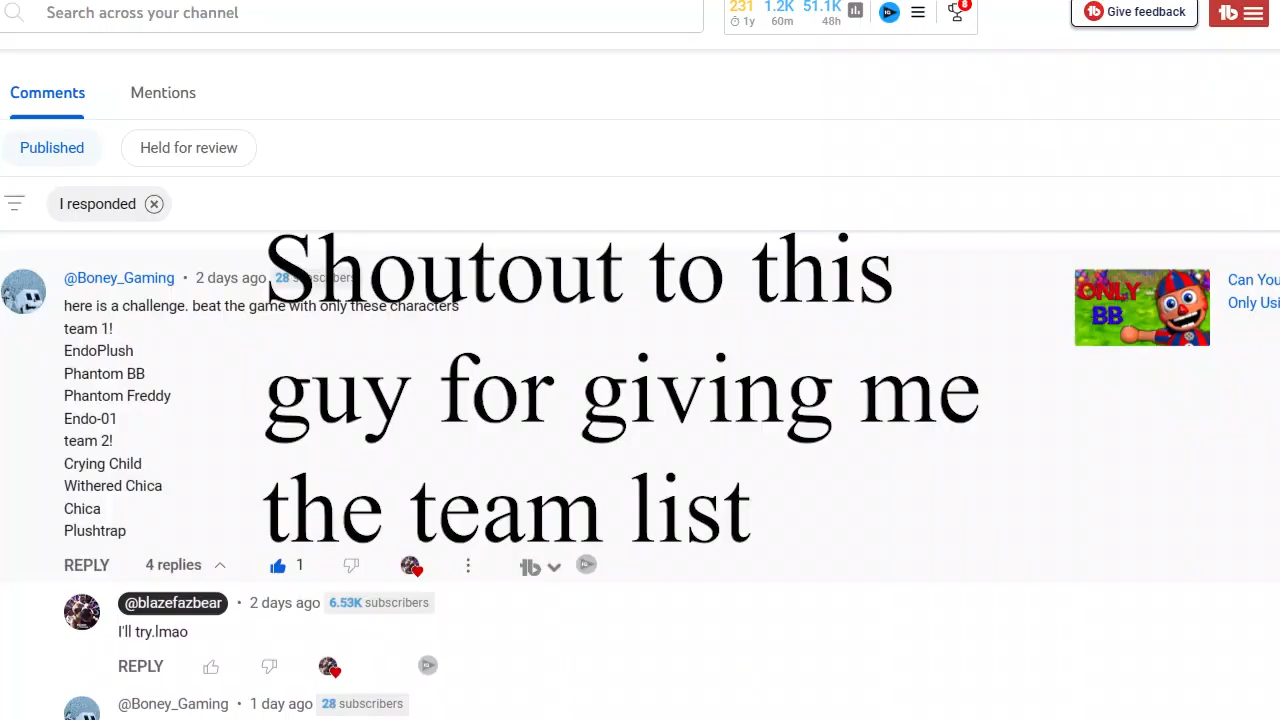 Search across your channel
231 1.2K 51.1K
1y 60m 48h
8
Give feedback
Comments Mentions
Published Held for review
I responded
Shoutout to this
guy for giving me
the team list
@Boney_Gaming • 2 days ago 28 subscribers
here is a challenge. beat the game with only these characters
team 1!
EndoPlush
Phantom BB
Phantom Freddy
Endo-01
team 2!
Crying Child
Withered Chica
Chica
Plushtrap
ONLY
BB
Can You
Only Usi
REPLY 4 replies 1
@blazefazbear • 2 days ago 6.53K subscribers
I'll try.lmao
REPLY
@Boney_Gaming • 1 day ago 28 subscribers